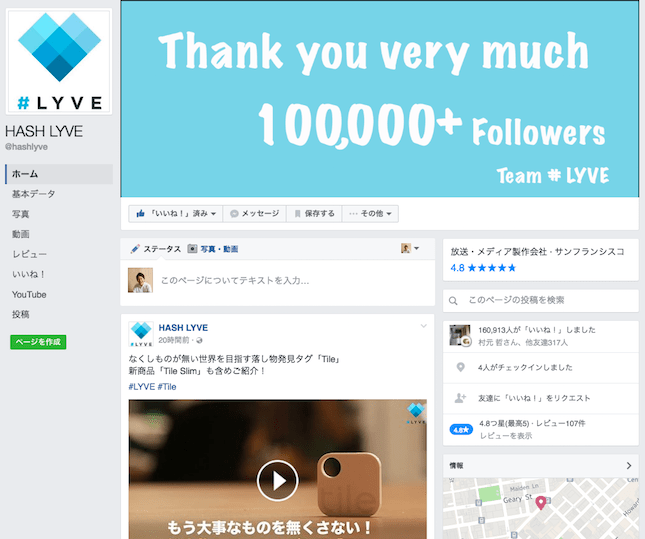 #LYVE
HASH LYVE
@hashlyve
ホーム
基本データ
写真
動画
レビュー
いいね！
YouTube
投稿
ページを作成
Thank you very much
100,000+ Followers
Team # LYVE
「いいね！」済み
メッセージ
保存する
その他
ステータス
写真・動画
このページについてテキストを入力...
HASH LYVE
20時間前
なくしものが無い世界を目指す落し物発見タグ「Tile」
新商品「Tile Slim」も含めご紹介！
#LYVE #Tile
#LYVE
tile
もう大事なものを無くさない！
放送・メディア製作会社 · サンフランシスコ
4.8 ★★★★★
このページの投稿を検索
160,913人が「いいね！」しました
村元 哲さん、他友達317人
4人がチェックインしました
友達に「いいね！」をリクエスト
4.8★
4.8つ星(最高5) · レビュー107件
レビューを表示
情報
Maiden Ln
Geary St
Howard